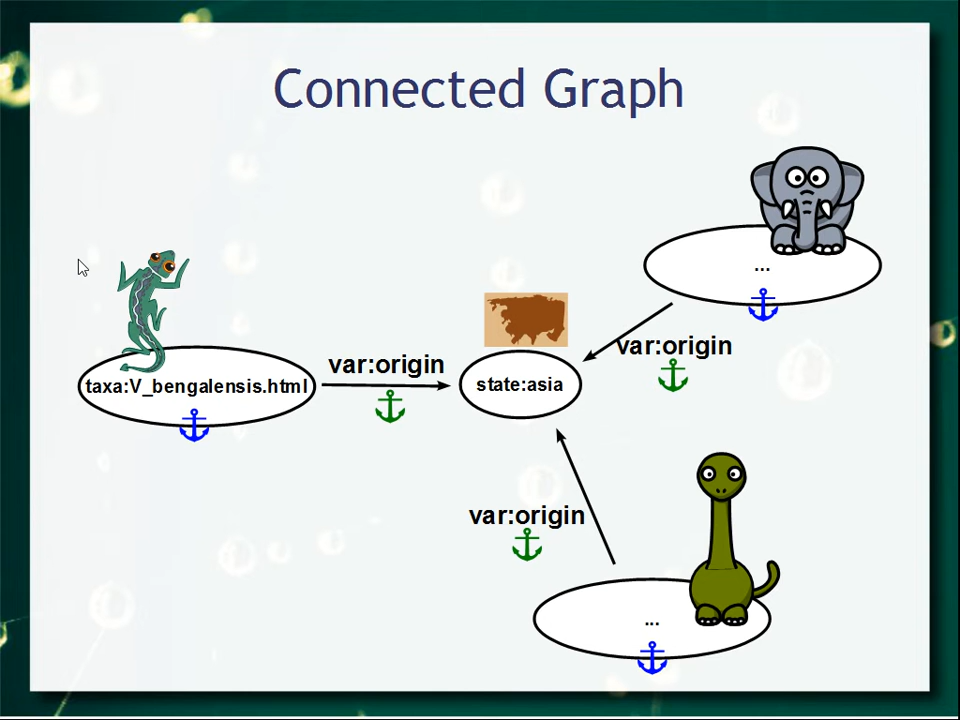 Connected Graph
...
var:origin
var:origin
taxa:V_bengalensis.html
state:asia
var:origin
...